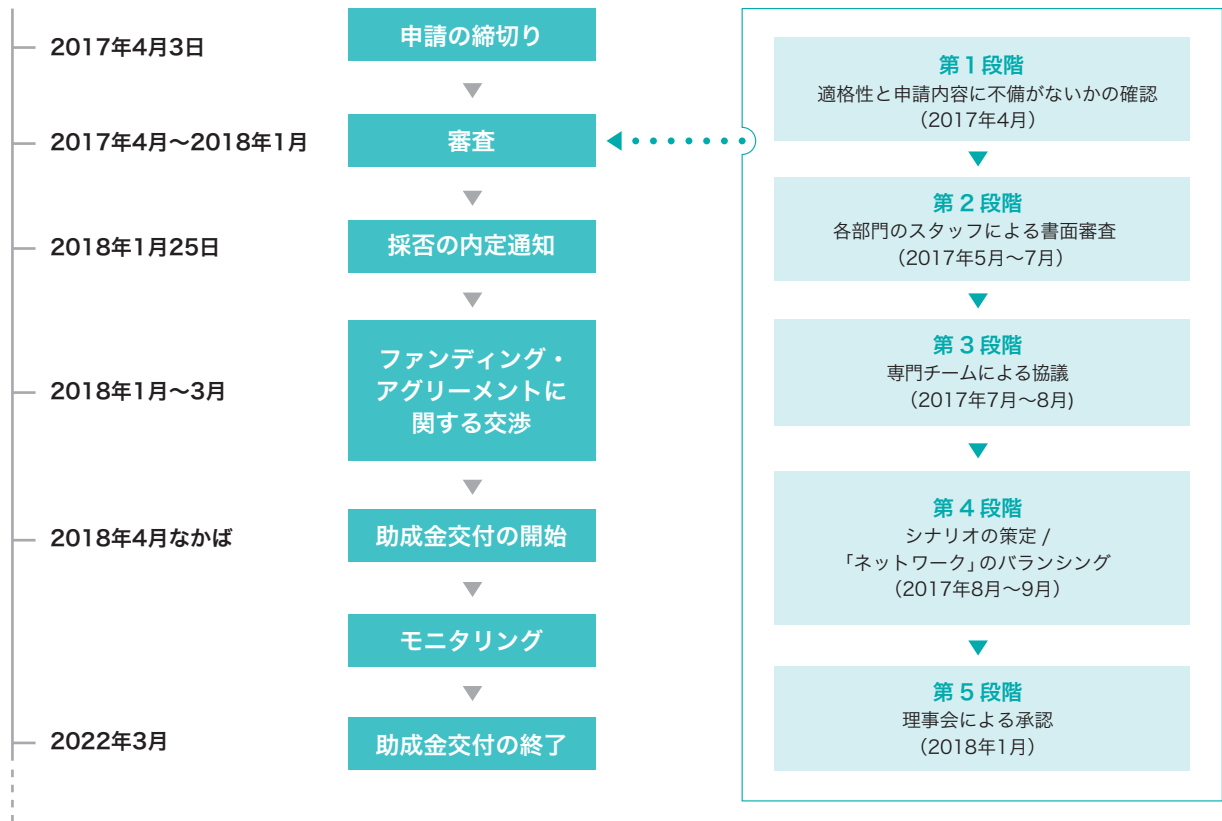 2017年4月3日
申請の締切り
2017年4月〜2018年1月
審査
2018年1月25日
採否の内定通知
2018年1月〜3月
ファンディング・
アグリーメントに
関する交渉
2018年4月なかば
助成金交付の開始
モニタリング
2022年3月
助成金交付の終了
第1段階
適格性と申請内容に不備がないかの確認
（2017年4月）
第2段階
各部門のスタッフによる書面審査
（2017年5月〜7月）
第3段階
専門チームによる協議
（2017年7月〜8月)
第4段階
シナリオの策定 /
「ネットワーク」のバランシング
（2017年8月〜9月）
第5段階
理事会による承認
（2018年1月）